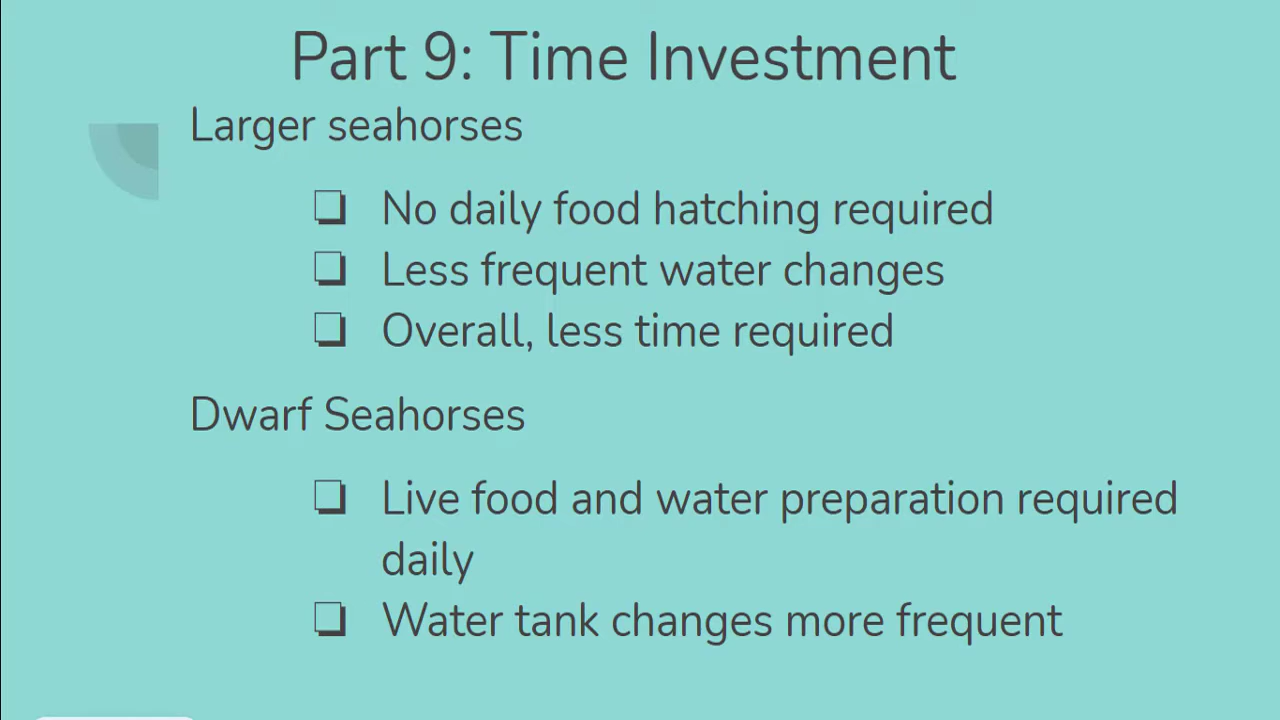 Part 9: Time Investment
Larger seahorses
❏ No daily food hatching required
❏ Less frequent water changes
❏ Overall, less time required
Dwarf Seahorses
❏ Live food and water preparation required
daily
❏ Water tank changes more frequent